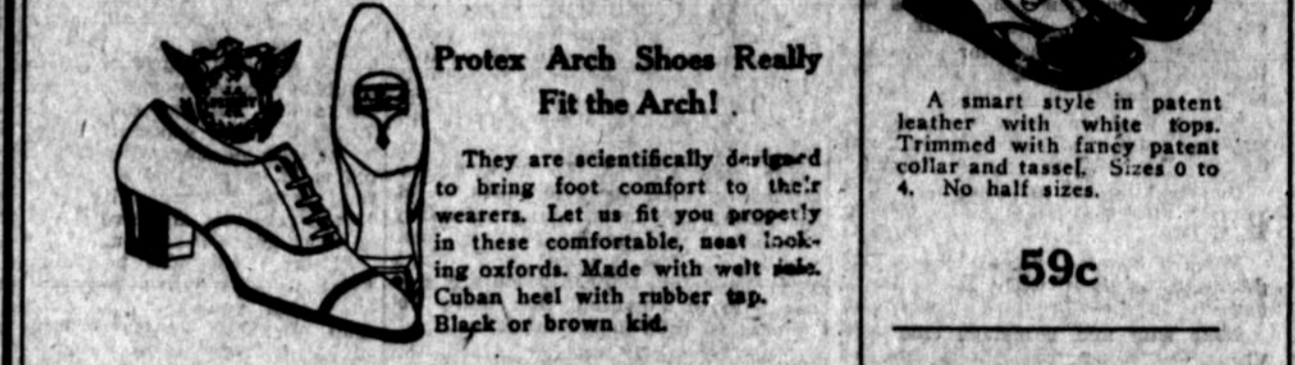 Protex Arch Shoes Really
Fit the Arch!
They are scientifically designed
to bring foot comfort to their
wearers. Let us fit you properly
in these comfortable, neat look-
ing oxfords. Made with welt sole.
Cuban heel with rubber tap.
Black or brown kid.
A smart style in patent
leather with white tops.
Trimmed with fancy patent
collar and tassel. Sizes 0 to
4. No half sizes.
59c